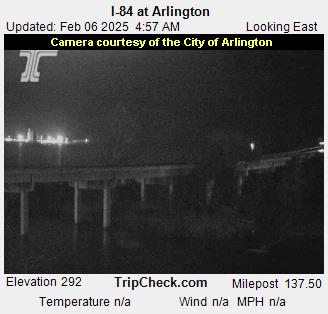 I-84 at Arlington
Updated: Feb 06 2025 4:57 AM Looking East
Camera courtesy of the City of Arlington
Elevation 292 TripCheck.com Milepost 137.50
Temperature n/a Wind n/a MPH n/a